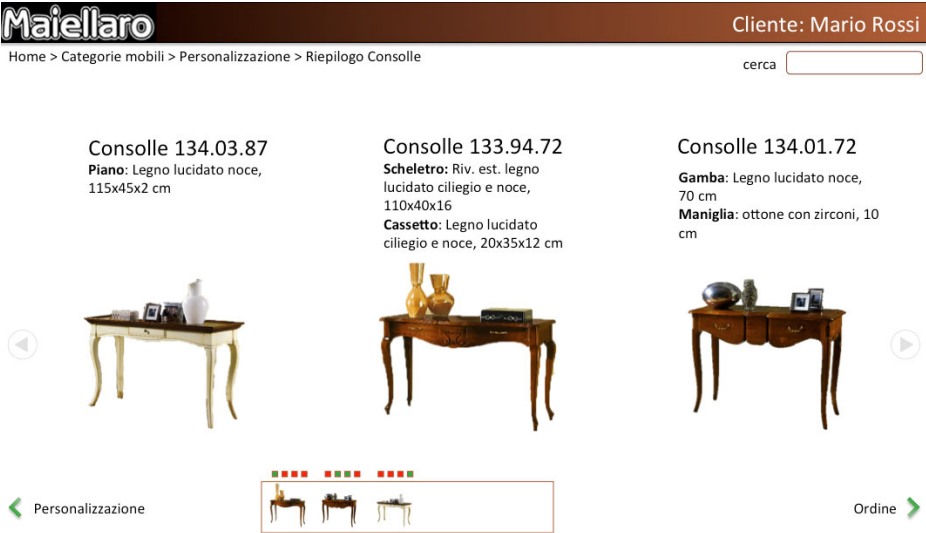 Maiellaro
Cliente: Mario Rossi
Home > Categorie mobili > Personalizzazione > Riepilogo Consolle
cerca
Consolle 134.03.87
Piano: Legno lucidato noce,
115x45x2 cm
Consolle 133.94.72
Scheletro: Riv. est. legno
lucidato ciliegio e noce,
110x40x16
Cassetto: Legno lucidato
ciliegio e noce, 20x35x12 cm
Consolle 134.01.72
Gamba: Legno lucidato noce,
70 cm
Maniglia: ottone con zirconi, 10
cm
Personalizzazione
Ordine